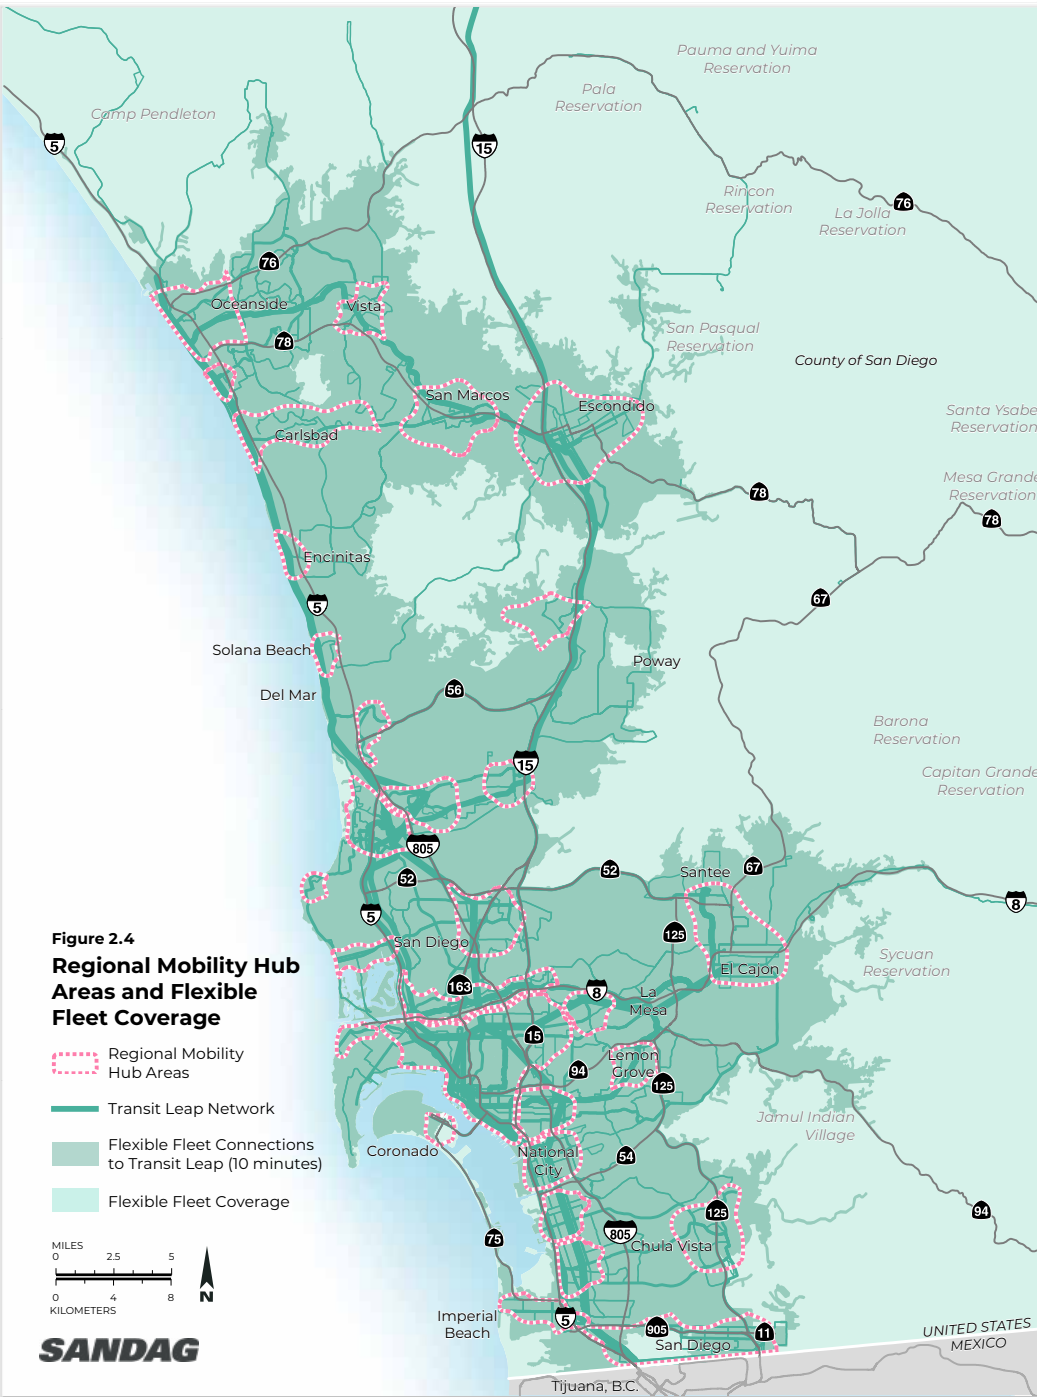 Pauma and Yuima
Reservation
Pala
Reservation
Camp Pendleton
5
15
Rincon
Reservation
76
La Jolla
Reservation
76
Oceanside
Vista
78
San Pasqual
Reservation
County of San Diego
San Marcos
Escondido
Santa Ysabe
Reservation
Carlsbad
Mesa Grande
Reservation
78
78
Encinitas
67
5
Solana Beach
Poway
56
Del Mar
Barona
Reservation
15
Capitan Grande
Reservation
805
52
52
Santee
67
5
8
125
San Diego
Sycuan
Reservation
El Cajon
163
8
La
Mesa
15
Lemon
Grove
94
125
Jamul Indian
Village
Coronado
National
City
54
125
94
805
75
Chula Vista
Imperial
Beach
5
905
11
San Diego
UNITED STATES
MEXICO
Tijuana, B.C.
Figure 2.4
Regional Mobility Hub
Areas and Flexible
Fleet Coverage
Regional Mobility
Hub Areas
Transit Leap Network
Flexible Fleet Connections
to Transit Leap (10 minutes)
Flexible Fleet Coverage
MILES
0 2.5 5
0 4 8
KILOMETERS
N
SANDAG